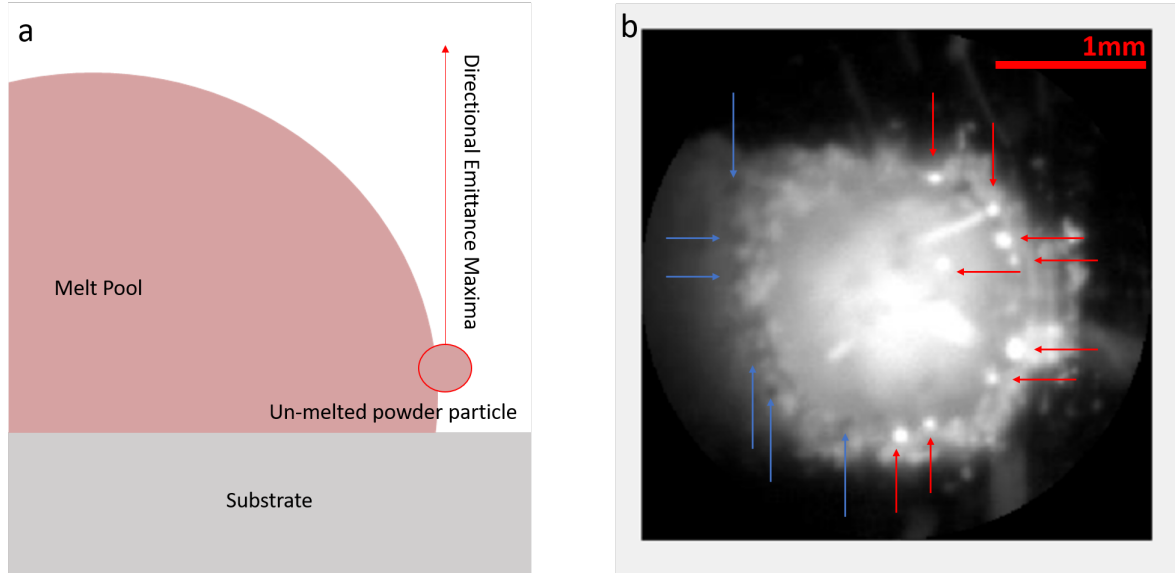 a
Directional Emittance Maxima
Melt Pool
Un-melted powder particle
Substrate
b
1mm